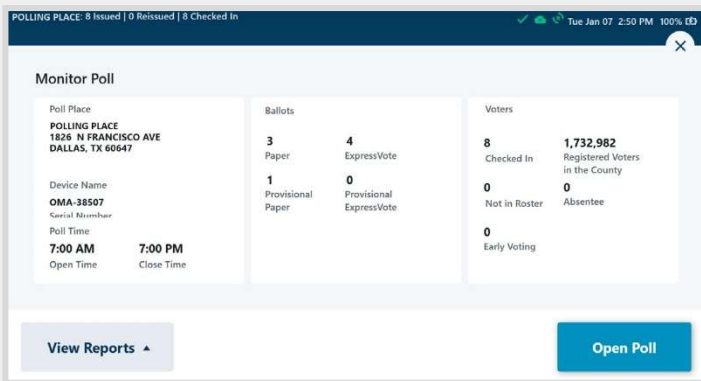 POLLING PLACE: 8 Issued | 0 Reissued | 8 Checked In
Tue Jan 07 2:50 PM 100%
Monitor Poll
Poll Place
POLLING PLACE
1826 N FRANCISCO AVE
DALLAS, TX 60647
Device Name
OMA-38507
Serial Number
Poll Time
7:00 AM 7:00 PM
Open Time Close Time
Ballots
3 4
Paper ExpressVote
1 0
Provisional Provisional
Paper ExpressVote
Voters
8 1,732,982
Checked In Registered Voters
in the County
0 0
Not in Roster Absentee
0
Early Voting
View Reports
Open Poll